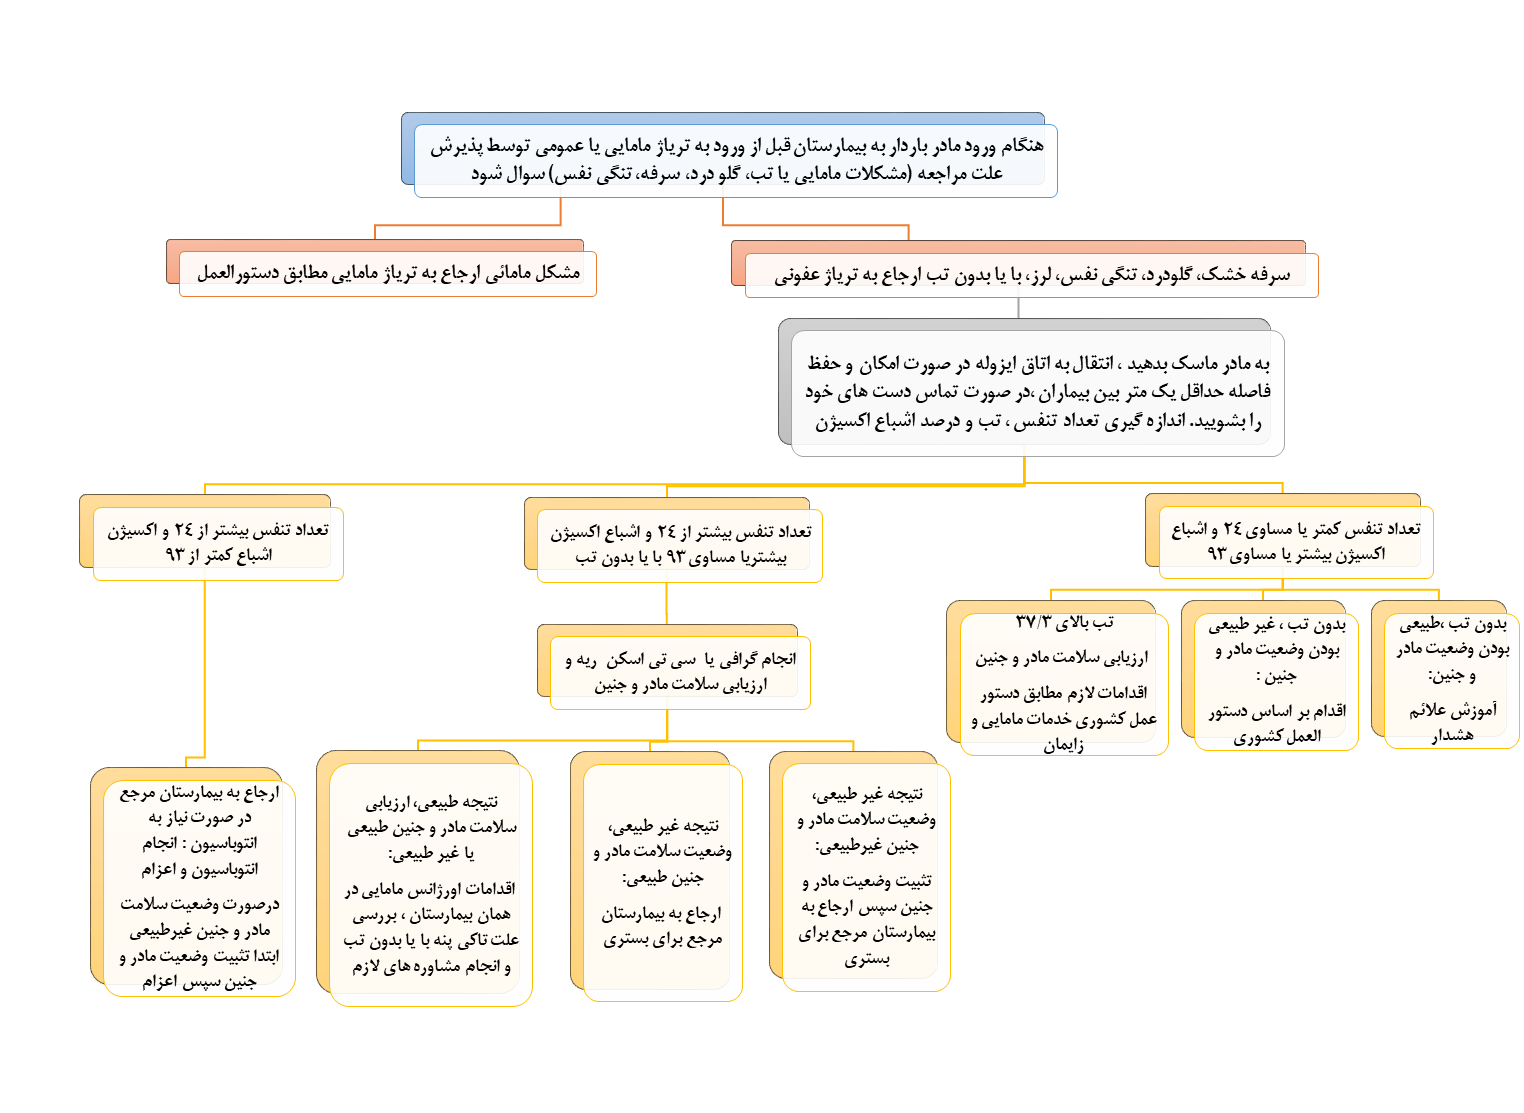 هنگام ورود مادر باردار به بیمارستان قبل از ورود به تریاژ مامایی یا عمومی توسط پذیرش
علت مراجعه (مشکلات مامایی یا تب، گلو درد، سرفه، تنگی نفس) سوال شود
سرفه خشک، گلودرد، تنگی نفس، لرز، با یا بدون تب ارجاع به تریاژ عفونی
مشکل مامائی ارجاع به تریاژ مامایی مطابق دستورالعمل
به مادر ماسک بدهید ، انتقال به اتاق ایزوله در صورت امکان و حفظ
فاصله حداقل یک متر بین بیماران ،در صورت تماس دست های خود
را بشویید. اندازه گیری تعداد تنفس ، تب و درصد اشباع اکسیژن
تعداد تنفس کمتر یا مساوی ۲۴ و اشباع
اکسیژن بیشتر یا مساوی ۹۳
تعداد تنفس بیشتر از ۲۴ و اشباع اکسیژن
بیشتریا مساوی ۹۳ با یا بدون تب
تعداد تنفس بیشتر از ۲۴ و اکسیژن
اشباع کمتر از ۹۳
بدون تب ،طبیعی
بودن وضعیت مادر
و جنین:
آموزش علائم
هشدار
بدون تب ، غیر طبیعی
بودن وضعیت مادر و
جنین :
اقدام بر اساس دستور
العمل کشوری
تب بالای ۳۷/۳
ارزیابی سلامت مادر و جنین
اقدامات لازم مطابق دستور
عمل کشوری خدمات مامایی و
زایمان
انجام گرافی یا سی تی اسکن ریه و
ارزیابی سلامت مادر و جنین
نتیجه غیر طبیعی،
وضعیت سلامت مادر و
جنین غیرطبیعی:
تثبیت وضعیت مادر و
جنین سپس ارجاع به
بیمارستان مرجع برای
بستری
نتیجه غیر طبیعی،
وضعیت سلامت مادر و
جنین طبیعی:
ارجاع به بیمارستان
مرجع برای بستری
نتیجه طبیعی، ارزیابی
سلامت مادر و جنین طبیعی
یا غیر طبیعی:
اقدامات اورژانس مامایی در
همان بیمارستان ، بررسی
علت تاکی پنه با یا بدون تب
و انجام مشاوره های لازم
ارجاع به بیمارستان مرجع
در صورت نیاز به
انتوباسیون : انجام
انتوباسیون و اعزام
درصورت وضعیت سلامت
مادر و جنین غیرطبیعی
ابتدا تثبیت وضعیت مادر و
جنین سپس اعزام